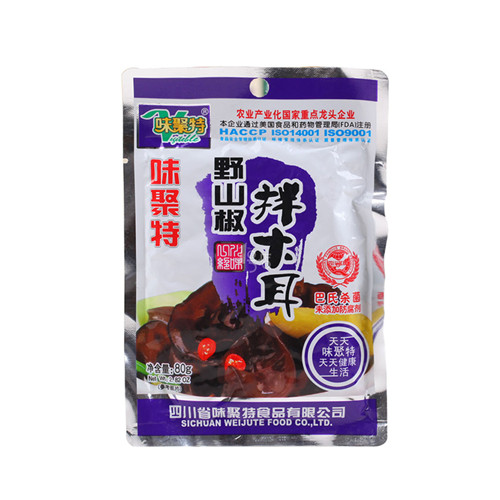 味聚特®
农业产业化国家重点龙头企业
本企业通过美国食品和药物管理局(FDA)注册
HACCP ISO14001 ISO9001
味聚特
野山椒
拌木耳
巴氏杀菌
未添加防腐剂
天天
味聚特
天天健康
生活
净含量:80g
四川省味聚特食品有限公司
SICHUAN WEIJUTE FOOD CO.,LTD.